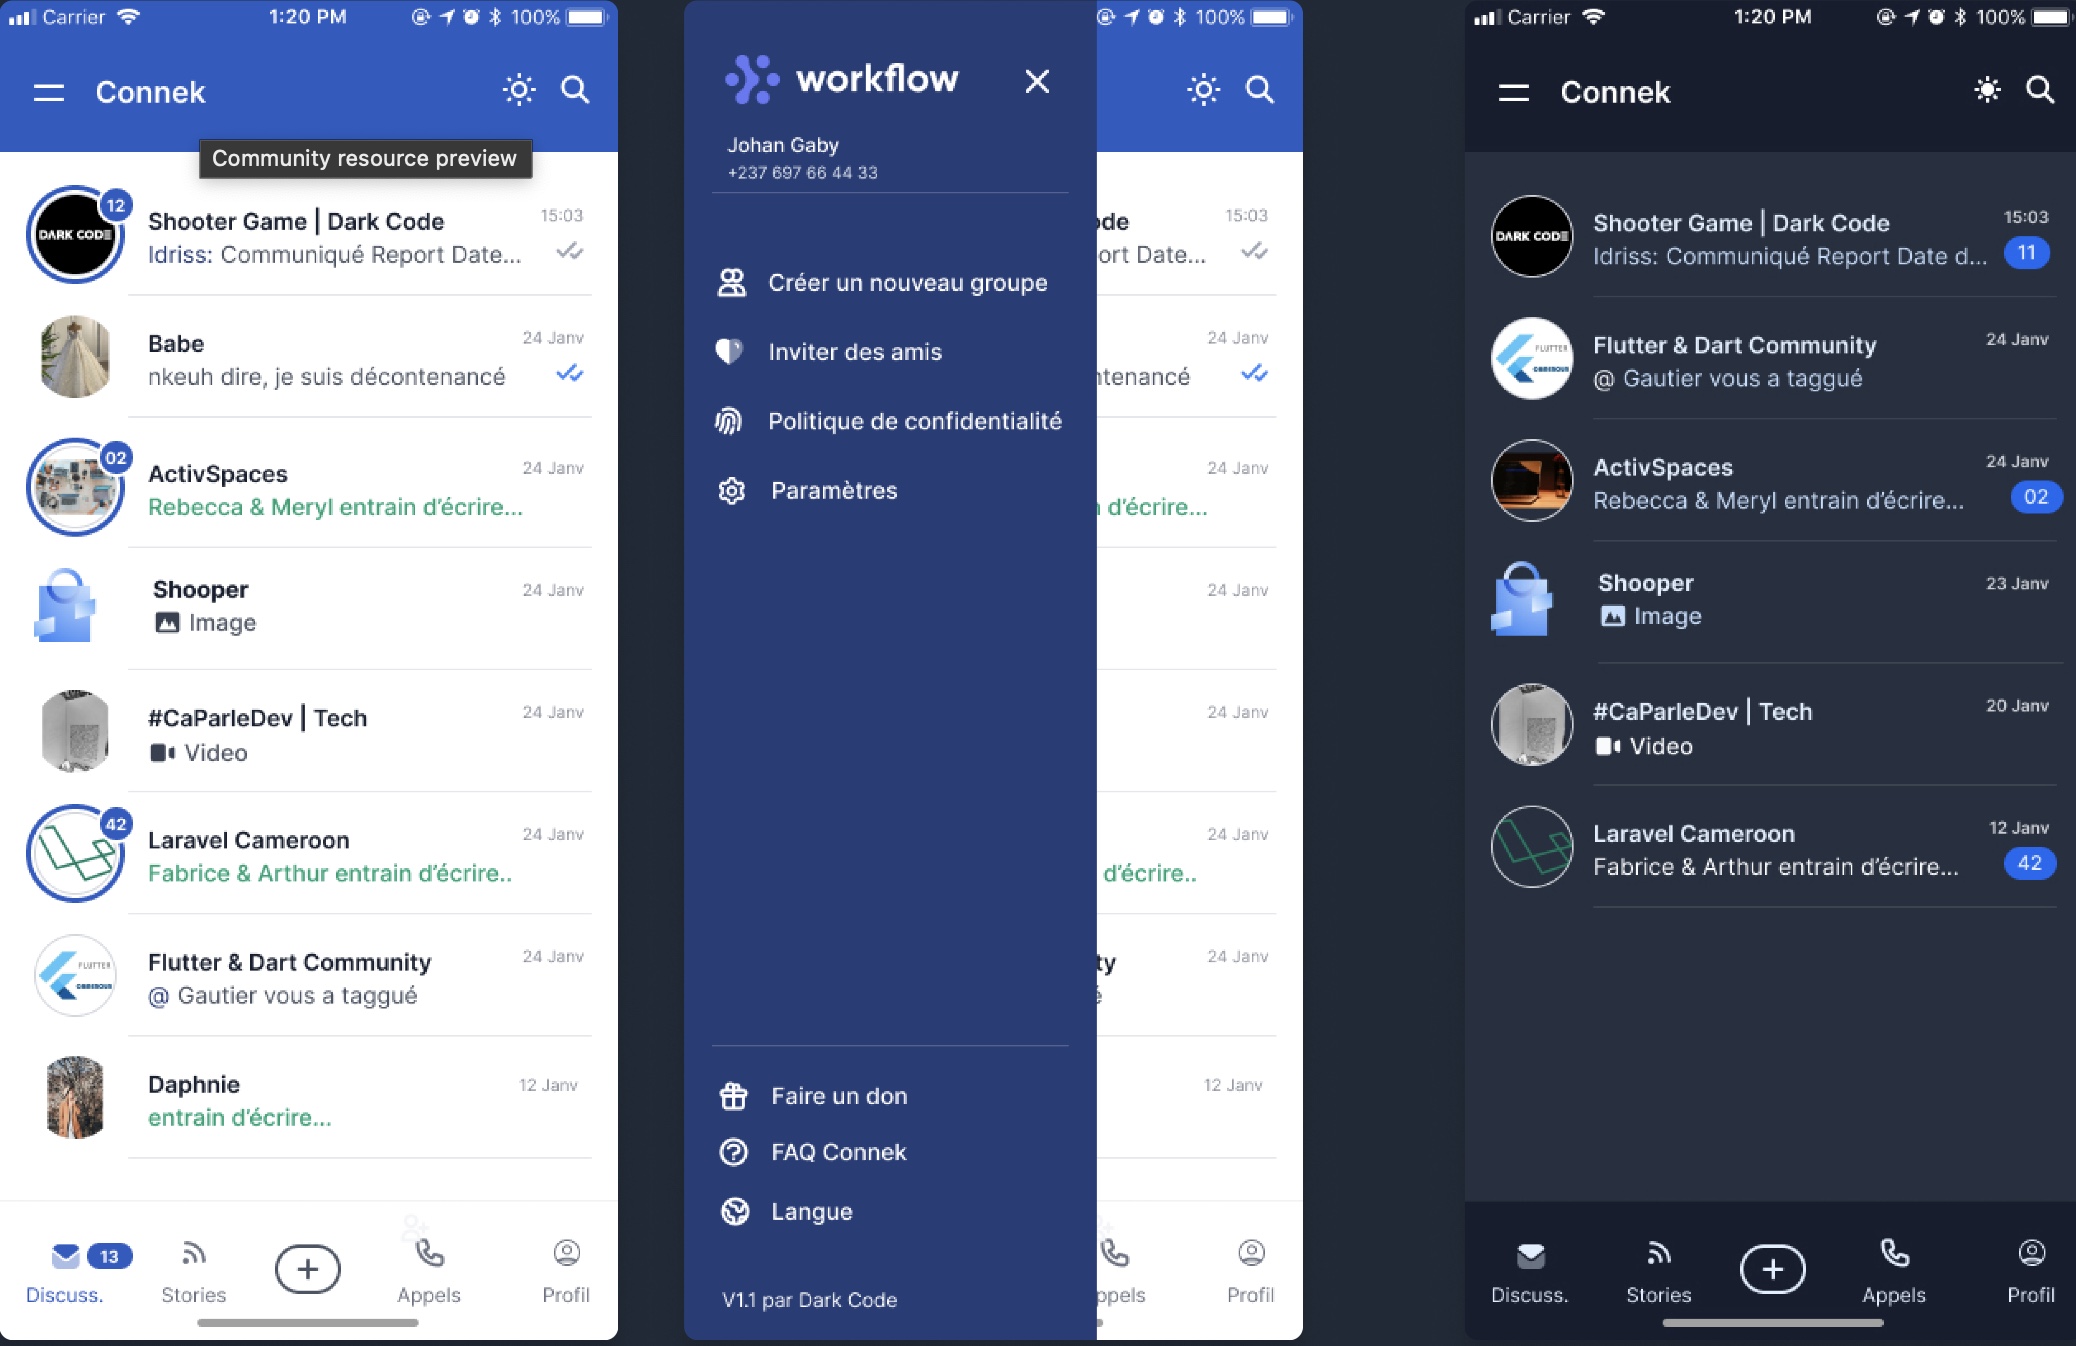 Carrier 1:20 PM 100%
Connek
Community resource preview
DARK CODE
12
Shooter Game | Dark Code
15:03
Idriss: Communiqué Report Date...
Babe
24 Janv
nkeuh dire, je suis décontenancé
02
ActivSpaces
24 Janv
Rebecca & Meryl entrain d’écrire...
Shooper
24 Janv
Image
#CaParleDev | Tech
24 Janv
Video
42
Laravel Cameroon
24 Janv
Fabrice & Arthur entrain d’écrire..
FLUTTER
CAMEROUN
Flutter & Dart Community
24 Janv
@ Gautier vous a taggué
Daphnie
12 Janv
entrain d’écrire...
13
Discuss.
Stories
Appels
Profil
workflow
Johan Gaby
+237 697 66 44 33
Créer un nouveau groupe
Inviter des amis
Politique de confidentialité
Paramètres
Faire un don
FAQ Connek
Langue
V1.1 par Dark Code
100%
ode
15:03
ort Date...
24 Janv
ntenancé
24 Janv
n d’écrire...
24 Janv
24 Janv
24 Janv
d’écrire..
ty
24 Janv
é
12 Janv
ppels
Profil
Carrier 1:20 PM 100%
Connek
DARK CODE
Shooter Game | Dark Code
15:03
Idriss: Communiqué Report Date d...
11
FLUTTER
CAMEROUN
Flutter & Dart Community
24 Janv
@ Gautier vous a taggué
ActivSpaces
24 Janv
Rebecca & Meryl entrain d’écrire...
02
Shooper
23 Janv
Image
#CaParleDev | Tech
20 Janv
Video
Laravel Cameroon
12 Janv
Fabrice & Arthur entrain d’écrire...
42
Discuss.
Stories
Appels
Profil